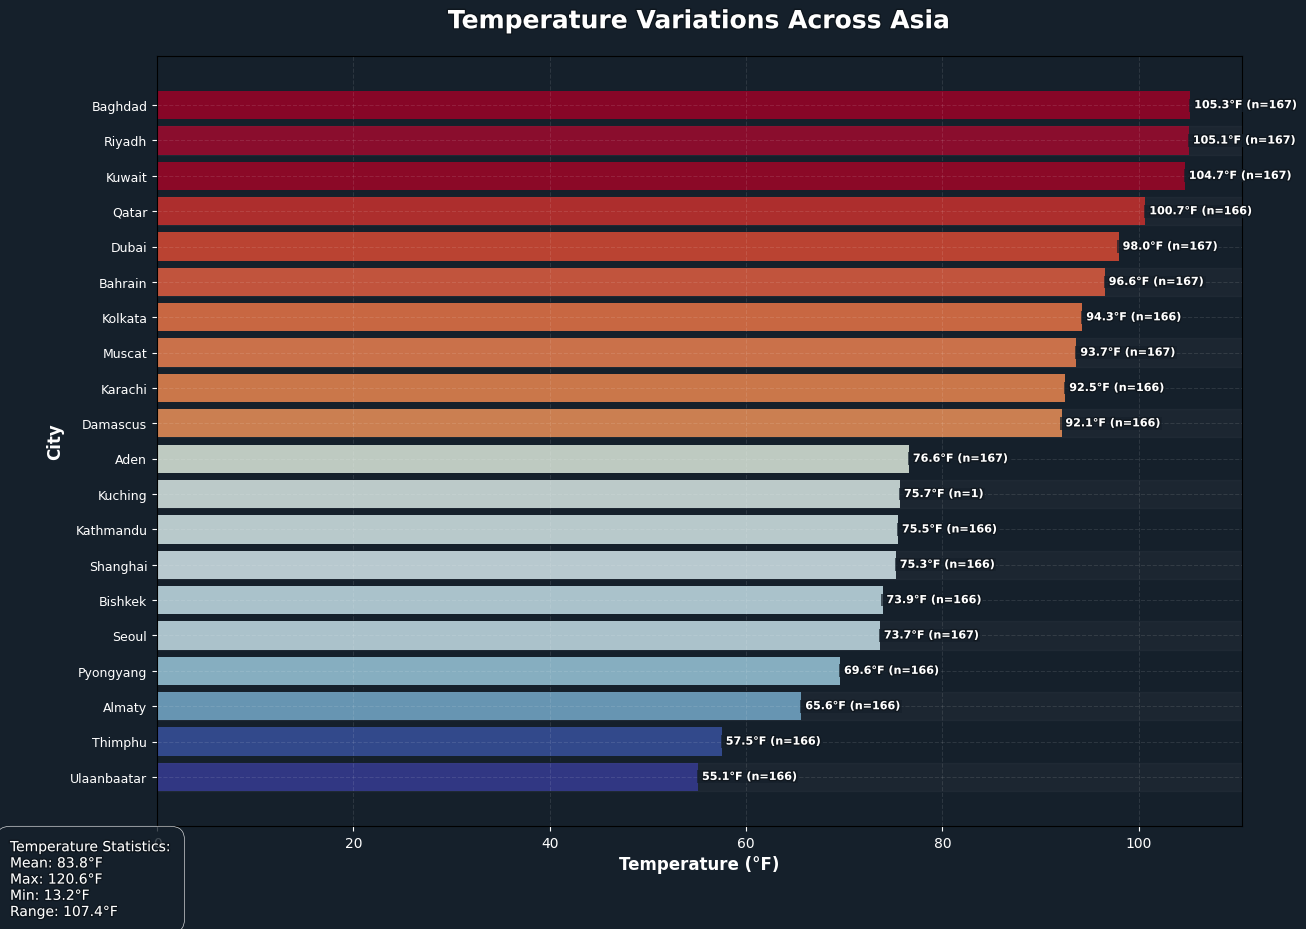 Temperature Variations Across Asia
Baghdad 105.3°F (n=167)
Riyadh 105.1°F (n=167)
Kuwait 104.7°F (n=167)
Qatar 100.7°F (n=166)
Dubai 98.0°F (n=167)
Bahrain 96.6°F (n=167)
Kolkata 94.3°F (n=166)
Muscat 93.7°F (n=167)
Karachi 92.5°F (n=166)
Damascus 92.1°F (n=166)
City
Aden 76.6°F (n=167)
Kuching 75.7°F (n=1)
Kathmandu 75.5°F (n=166)
Shanghai 75.3°F (n=166)
Bishkek 73.9°F (n=166)
Seoul 73.7°F (n=167)
Pyongyang 69.6°F (n=166)
Almaty 65.6°F (n=166)
Thimphu 57.5°F (n=166)
Ulaanbaatar 55.1°F (n=166)
0 20 40 60 80 100
Temperature (°F)
Temperature Statistics:
Mean: 83.8°F
Max: 120.6°F
Min: 13.2°F
Range: 107.4°F